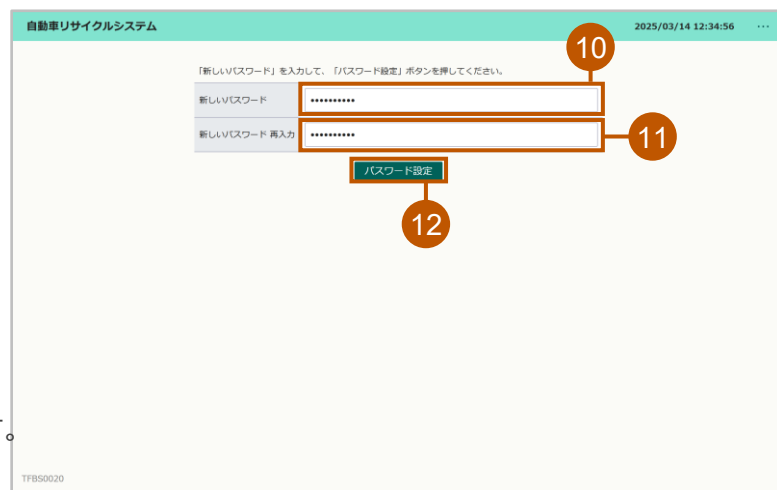 自動車リサイクルシステム 2025/03/14 12:34:56 …
10
「新しいパスワード」を入力して、「パスワード設定」ボタンを押してください。
新しいパスワード ••••••••••
新しいパスワード 再入力 •••••••••• 11
パスワード設定
12
。
TFBS0020